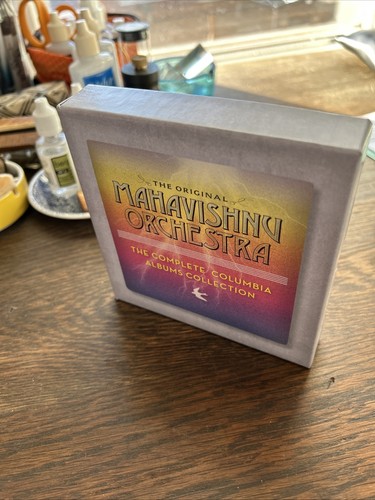 THE ORIGINAL
MAHAVISHNU
ORCHESTRA
THE COMPLETE COLUMBIA
ALBUMS COLLECTION